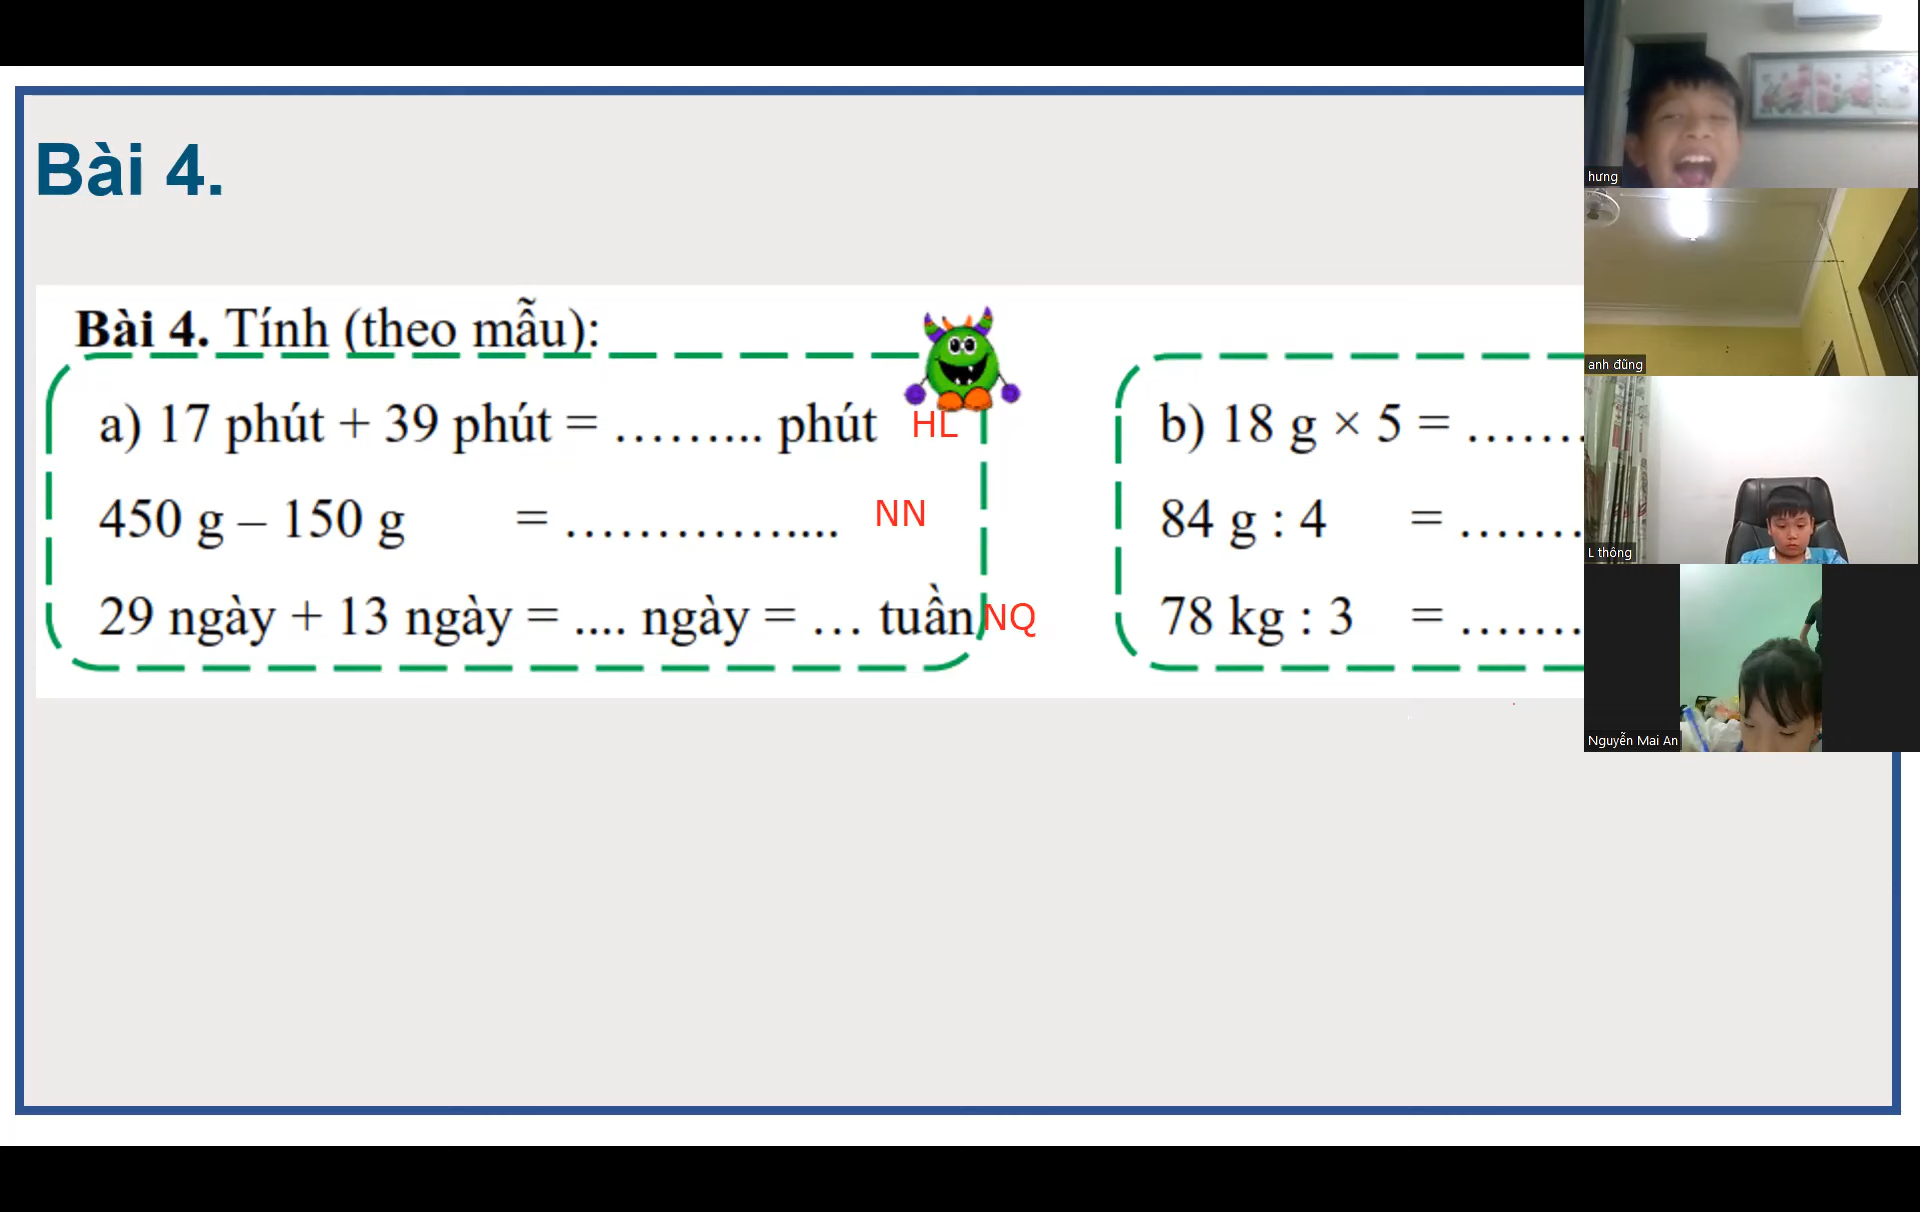 Bài 4.
Bài 4. Tính (theo mẫu):
a) 17 phút + 39 phút = ……... phút HL
450 g – 150 g = …………….... NN
29 ngày + 13 ngày = .... ngày = … tuần NQ
b) 18 g × 5 = ……
84 g : 4 = ……
78 kg : 3 = ……
hưng
anh đũng
L thông
Nguyễn Mai An